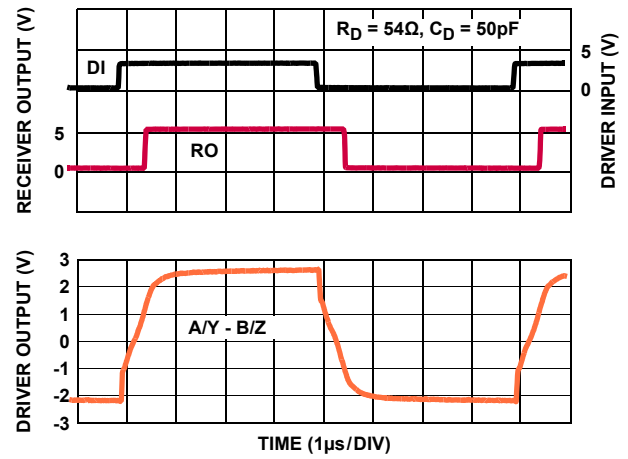 RECEIVER OUTPUT (V)
5
0
R_D = 54Ω, C_D = 50pF
DI
RO
5
0
DRIVER INPUT (V)
DRIVER OUTPUT (V)
3
2
1
0
-1
-2
-3
A/Y - B/Z
TIME (1µs/DIV)